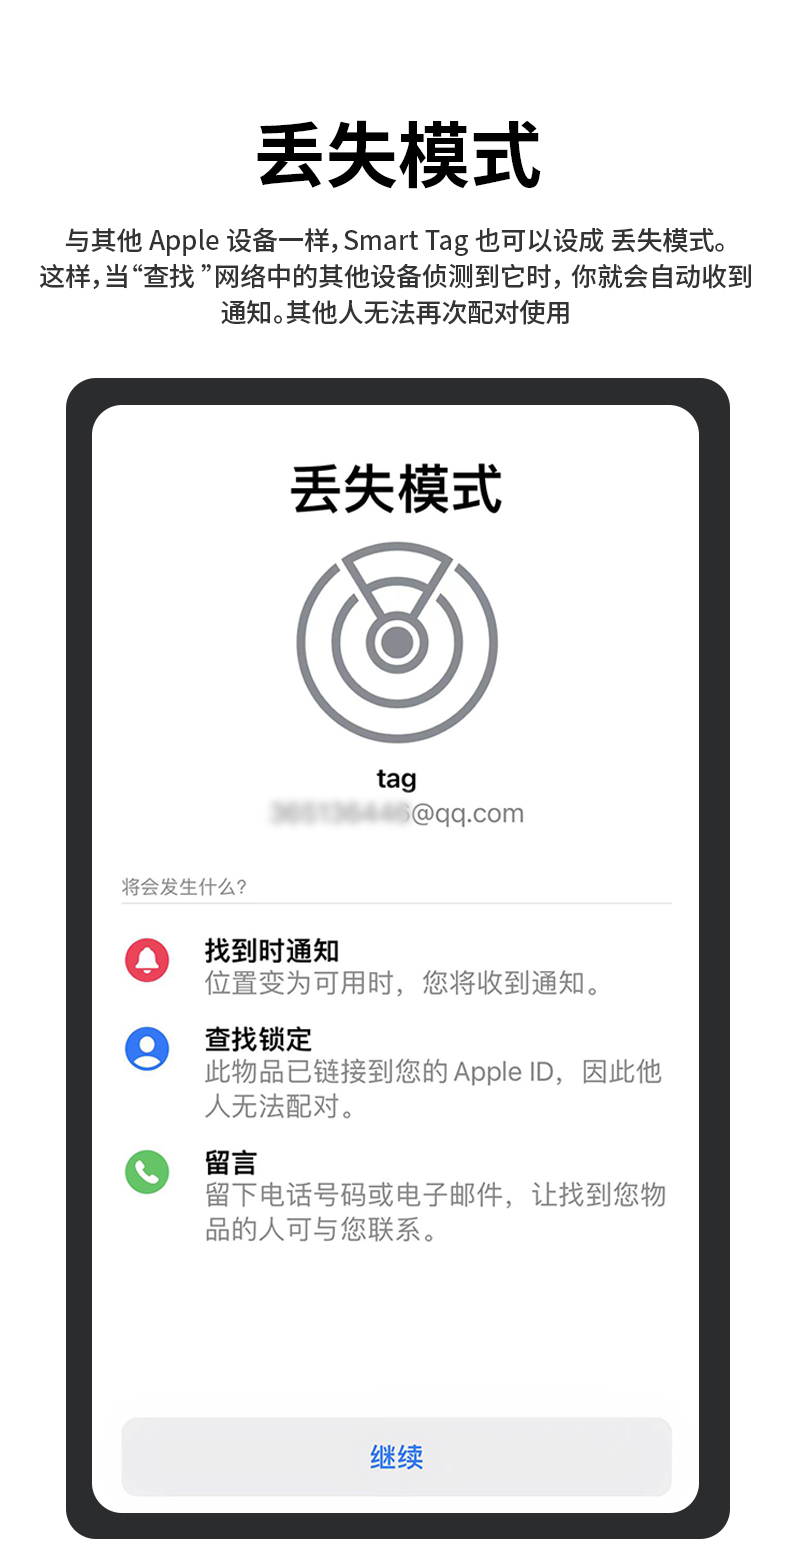 丢失模式
与其他 Apple 设备一样，Smart Tag 也可以设成 丢失模式。
这样，当“查找 ”网络中的其他设备侦测到它时，你就会自动收到
通知。其他人无法再次配对使用
丢失模式
tag
@qq.com
将会发生什么?
找到时通知
位置变为可用时，您将收到通知。
查找锁定
此物品已链接到您的 Apple ID，因此他
人无法配对。
留言
留下电话号码或电子邮件，让找到您物
品的人可与您联系。
继续